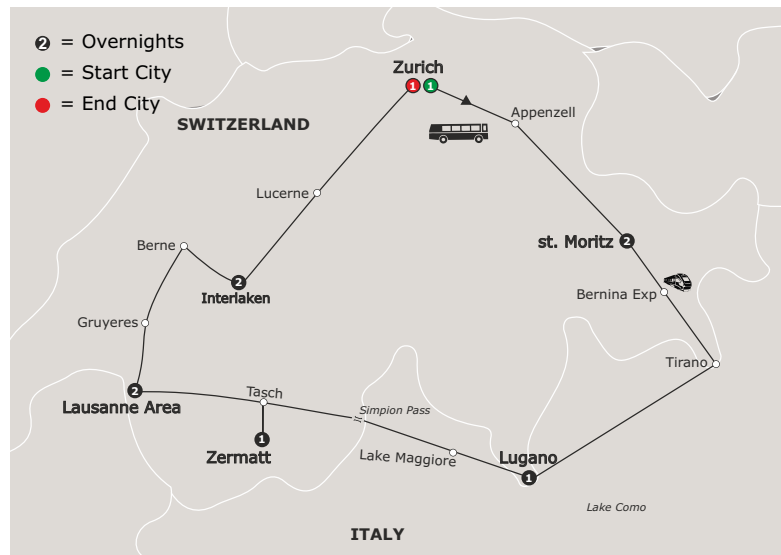 2 = Overnights
= Start City
= End City
Zurich
1 1
Appenzell
SWITZERLAND
Lucerne
st. Moritz 2
Berne
2
Interlaken
Bernina Exp
Gruyeres
Tirano
2
Lausanne Area
Tasch
Simpion Pass
1
Zermatt
Lake Maggiore
Lugano
1
Lake Como
ITALY